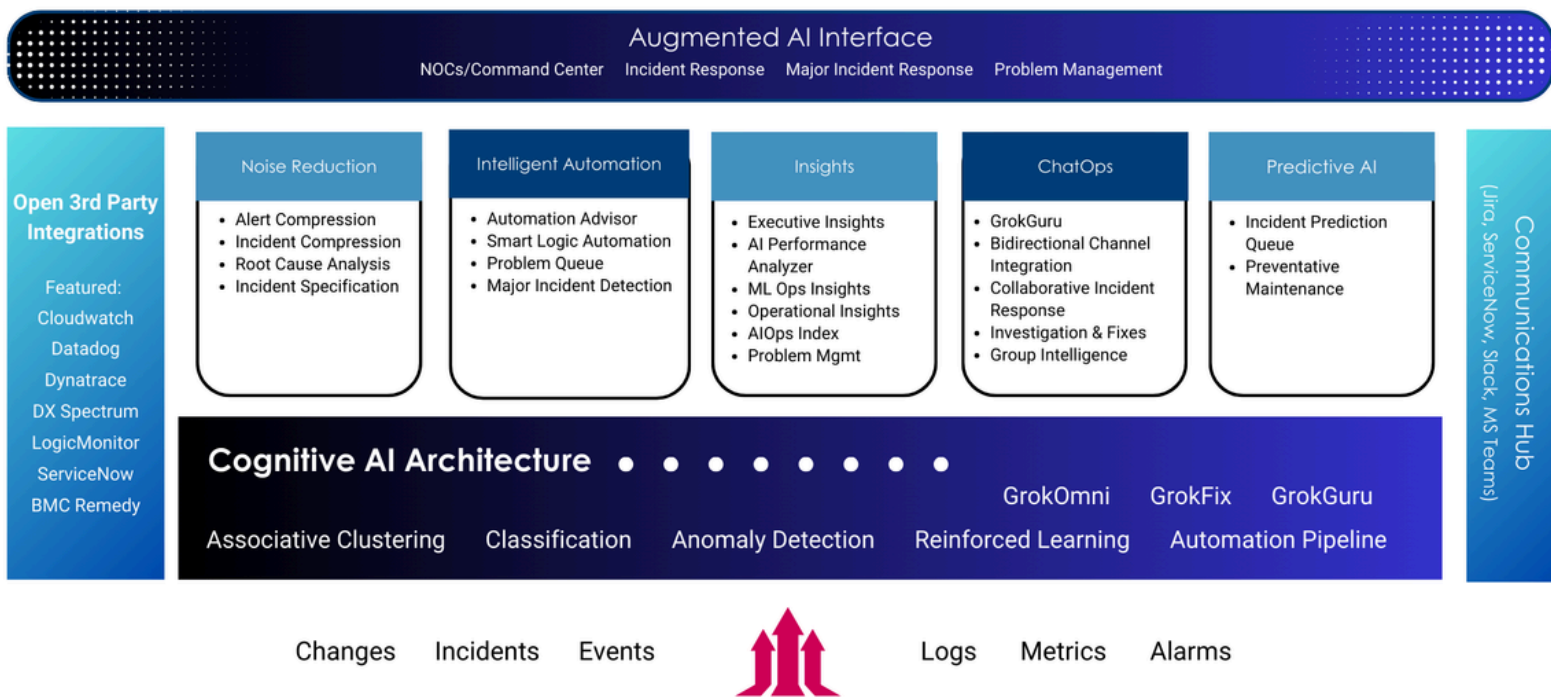 Augmented AI Interface
NOCs/Command Center Incident Response Major Incident Response Problem Management
Open 3rd Party
Integrations
Featured:
Cloudwatch
Datadog
Dynatrace
DX Spectrum
LogicMonitor
ServiceNow
BMC Remedy
Noise Reduction
• Alert Compression
• Incident Compression
• Root Cause Analysis
• Incident Specification
Intelligent Automation
• Automation Advisor
• Smart Logic Automation
• Problem Queue
• Major Incident Detection
Insights
• Executive Insights
• AI Performance
Analyzer
• ML Ops Insights
• Operational Insights
• AIOps Index
• Problem Mgmt
ChatOps
• GrokGuru
• Bidirectional Channel
Integration
• Collaborative Incident
Response
• Investigation & Fixes
• Group Intelligence
Predictive AI
• Incident Prediction
Queue
• Preventative
Maintenance
Communications Hub
(Jira, ServiceNow, Slack, MS Teams)
Cognitive AI Architecture
GrokOmni GrokFix GrokGuru
Associative Clustering Classification Anomaly Detection Reinforced Learning Automation Pipeline
Changes Incidents Events Logs Metrics Alarms